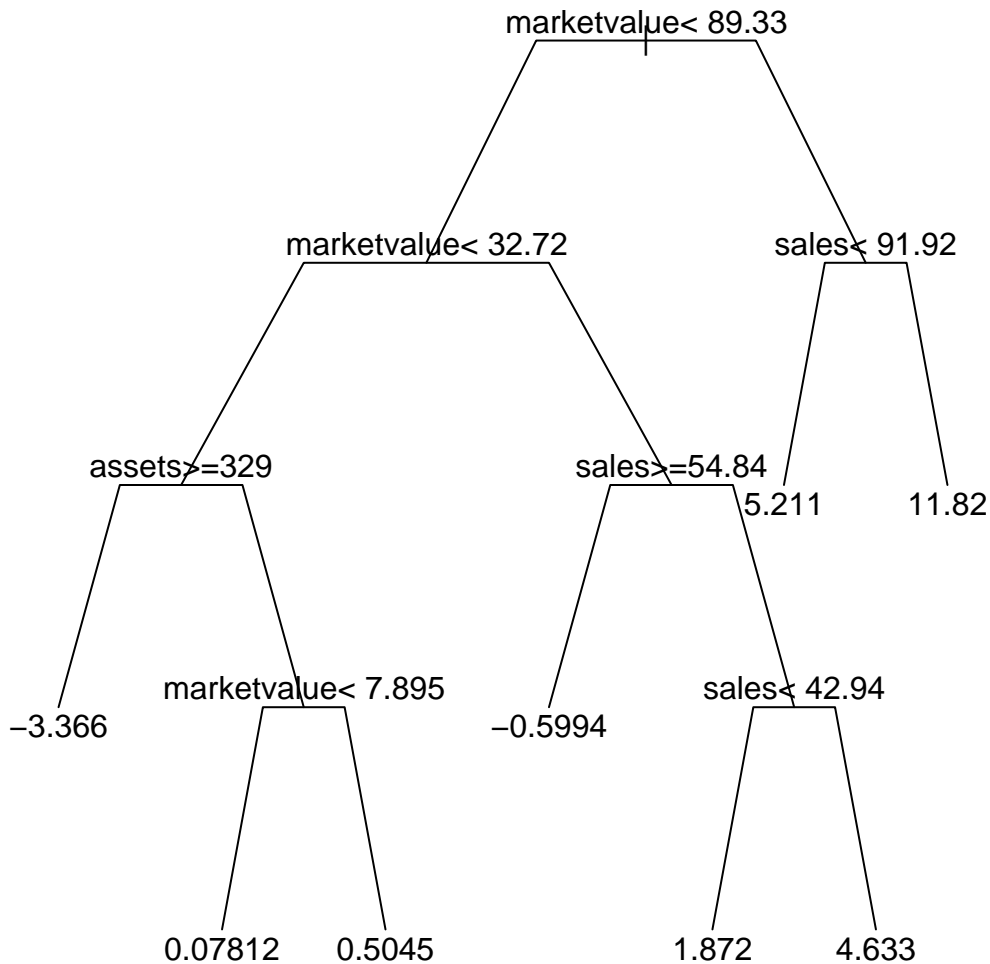 marketvalue< 89.33
marketvalue< 32.72
sales< 91.92
assets>=329
sales>=54.84
5.211
11.82
marketvalue< 7.895
sales< 42.94
−3.366
−0.5994
0.07812
0.5045
1.872
4.633